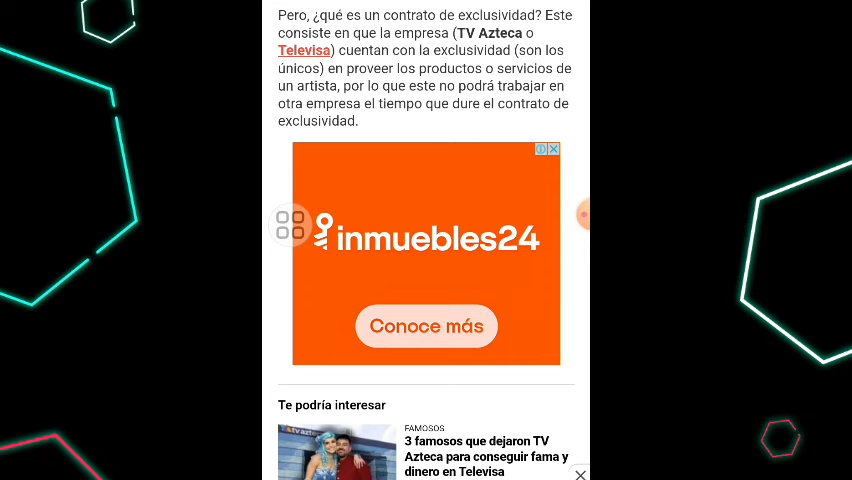 Pero, ¿qué es un contrato de exclusividad? Este
consiste en que la empresa (TV Azteca o
Televisa) cuentan con la exclusividad (son los
únicos) en proveer los productos o servicios de
un artista, por lo que este no podrá trabajar en
otra empresa el tiempo que dure el contrato de
exclusividad.
inmuebles24
Conoce más
Te podría interesar
FAMOSOS
3 famosos que dejaron TV
Azteca para conseguir fama y
dinero en Televisa
tv azteca